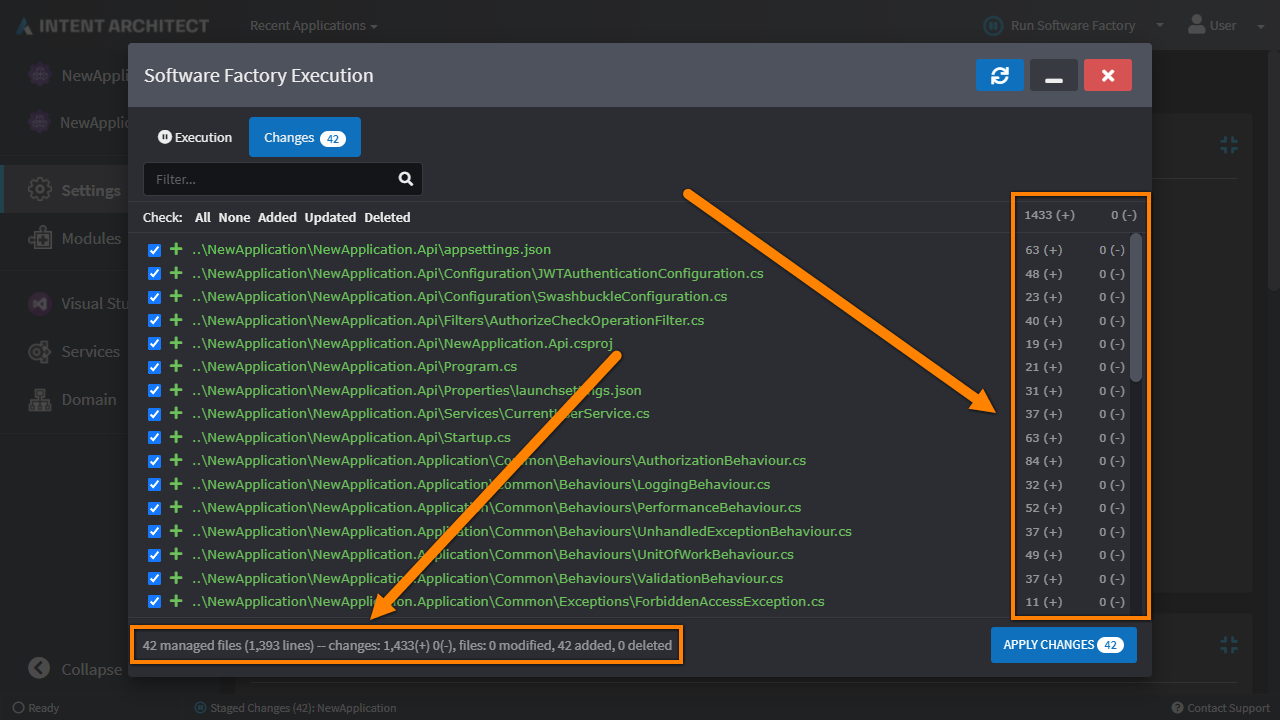 INTENT ARCHITECT
Recent Applications
Run Software Factory
User
NewAppli
NewApplic
Settings
Modules
Visual Stu
Services
Domain
Collapse
Software Factory Execution
Execution
Changes 42
Filter...
Check: All None Added Updated Deleted 1433 (+) 0 (-)
..\NewApplication\NewApplication.Api\appsettings.json 63 (+) 0 (-)
..\NewApplication\NewApplication.Api\Configuration\JWTAuthenticationConfiguration.cs 48 (+) 0 (-)
..\NewApplication\NewApplication.Api\Configuration\SwashbuckleConfiguration.cs 23 (+) 0 (-)
..\NewApplication\NewApplication.Api\Filters\AuthorizeCheckOperationFilter.cs 40 (+) 0 (-)
..\NewApplication\NewApplication.Api\NewApplication.Api.csproj 19 (+) 0 (-)
..\NewApplication\NewApplication.Api\Program.cs 21 (+) 0 (-)
..\NewApplication\NewApplication.Api\Properties\launchsettings.json 31 (+) 0 (-)
..\NewApplication\NewApplication.Api\Services\CurrentUserService.cs 37 (+) 0 (-)
..\NewApplication\NewApplication.Api\Startup.cs 63 (+) 0 (-)
..\NewApplication\NewApplication.Application\Common\Behaviours\AuthorizationBehaviour.cs 84 (+) 0 (-)
..\NewApplication\NewApplication.Application\Common\Behaviours\LoggingBehaviour.cs 32 (+) 0 (-)
..\NewApplication\NewApplication.Application\Common\Behaviours\PerformanceBehaviour.cs 52 (+) 0 (-)
..\NewApplication\NewApplication.Application\Common\Behaviours\UnhandledExceptionBehaviour.cs 37 (+) 0 (-)
..\NewApplication\NewApplication.Application\Common\Behaviours\UnitOfWorkBehaviour.cs 49 (+) 0 (-)
..\NewApplication\NewApplication.Application\Common\Behaviours\ValidationBehaviour.cs 37 (+) 0 (-)
..\NewApplication\NewApplication.Application\Common\Exceptions\ForbiddenAccessException.cs 11 (+) 0 (-)
42 managed files (1,393 lines) -- changes: 1,433(+) 0(-), files: 0 modified, 42 added, 0 deleted
APPLY CHANGES 42
Ready
Staged Changes (42): NewApplication
Contact Support